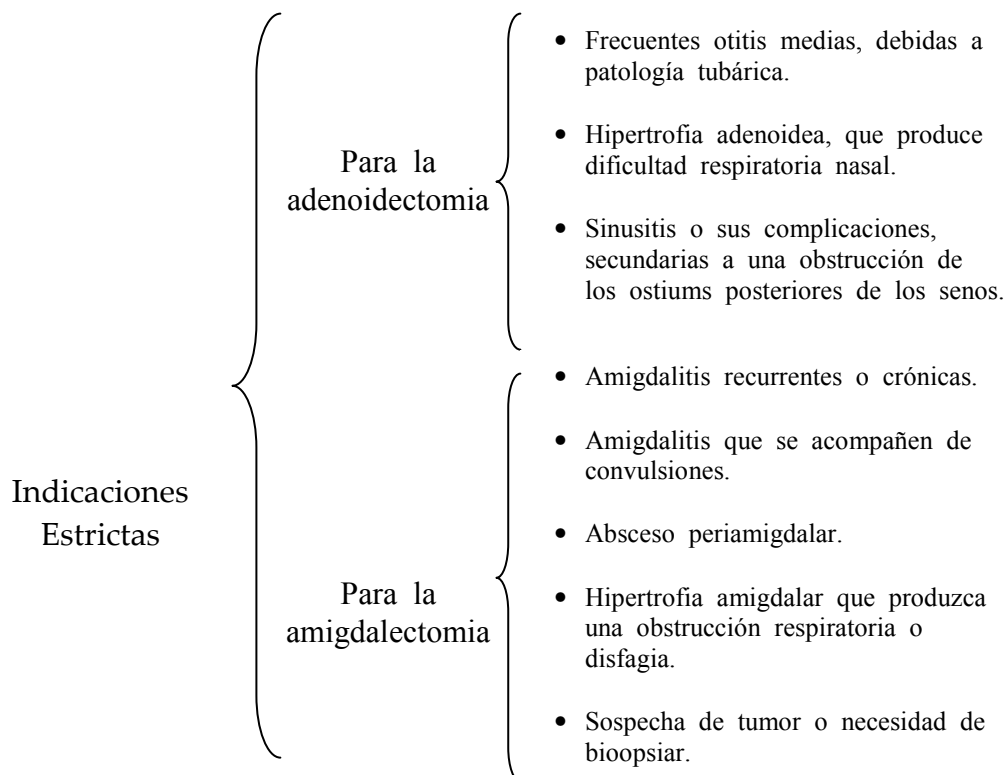 Indicaciones
Estrictas
Para la
adenoidectomia
• Frecuentes otitis medias, debidas a
patología tubárica.
• Hipertrofia adenoidea, que produce
dificultad respiratoria nasal.
• Sinusitis o sus complicaciones,
secundarias a una obstrucción de
los ostiums posteriores de los senos.
Para la
amigdalectomia
• Amigdalitis recurrentes o crónicas.
• Amigdalitis que se acompañen de
convulsiones.
• Absceso periamigdalar.
• Hipertrofia amigdalar que produzca
una obstrucción respiratoria o
disfagia.
• Sospecha de tumor o necesidad de
bioopsiar.